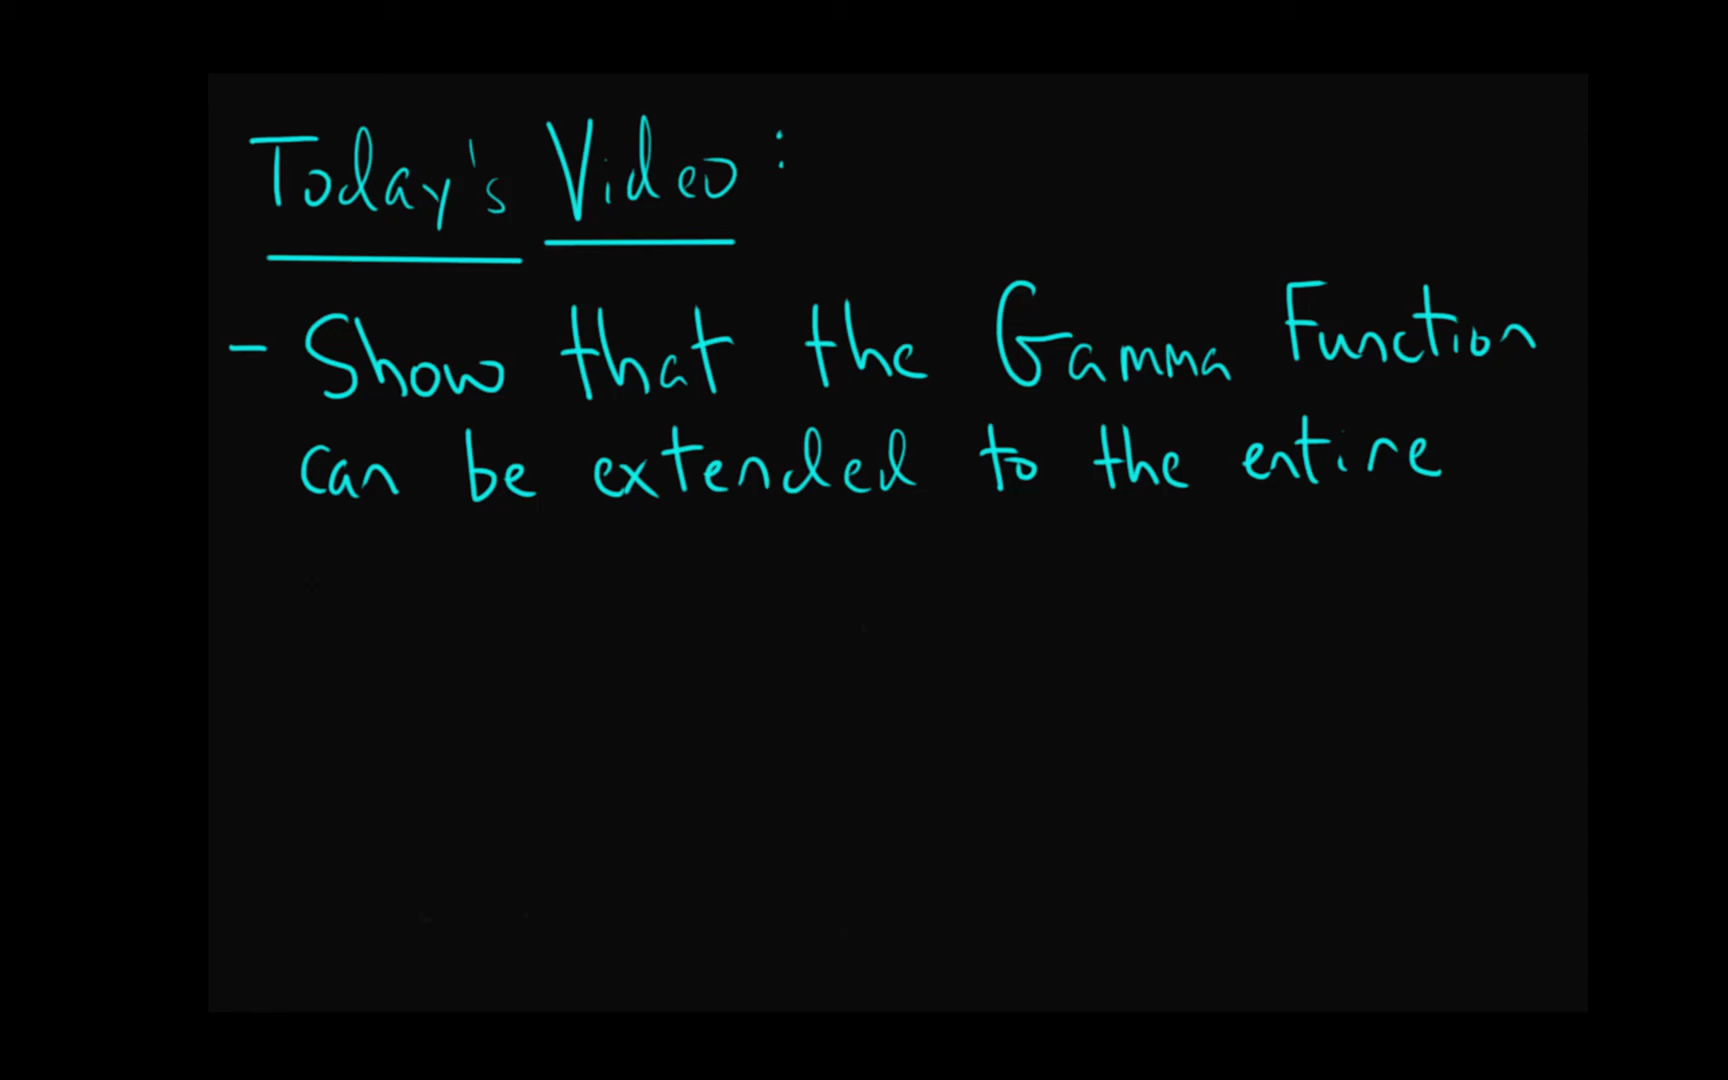 Today's Video:
- Show that the Gamma Function
can be extended to the entire